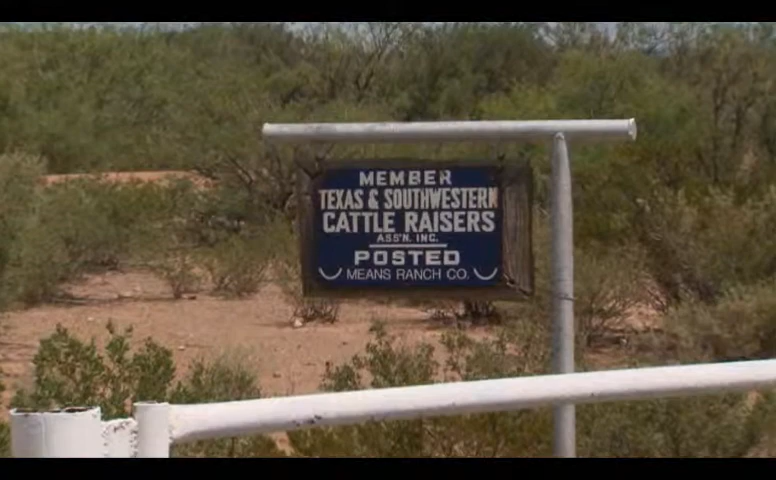 MEMBER
TEXAS & SOUTHWESTERN
CATTLE RAISERS
ASS'N. INC.
POSTED
MEANS RANCH CO.